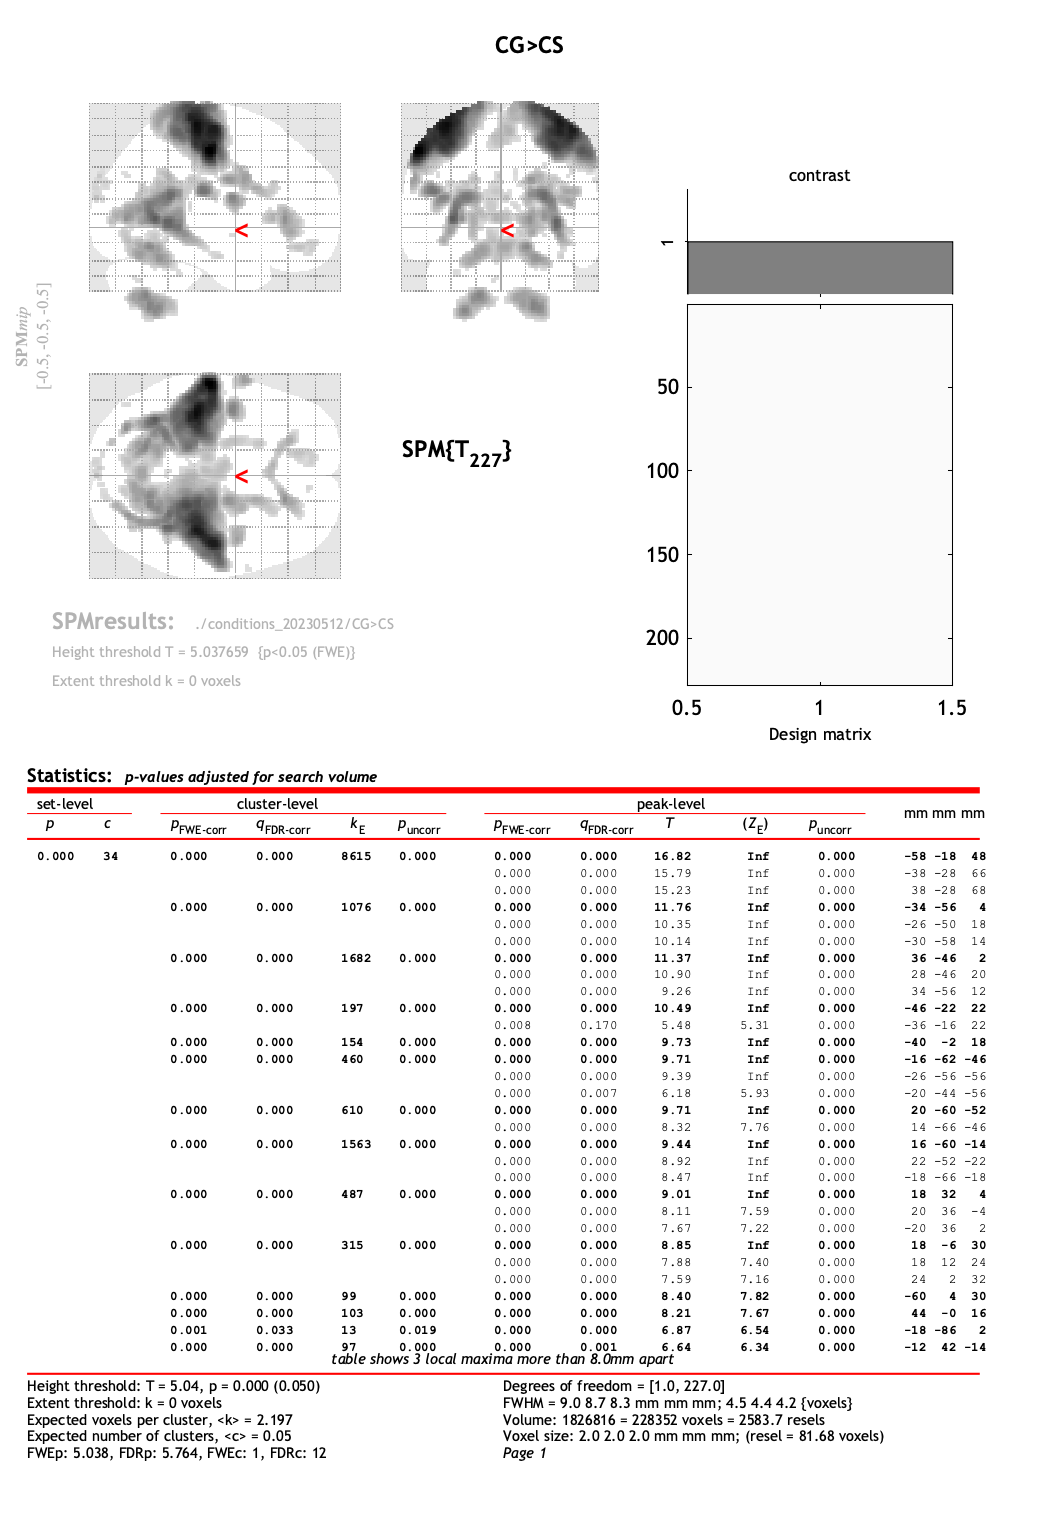 CG>CS
<
<
contrast
1
SPMmip
[-0.5, -0.5, -0.5]
<
SPM{T227}
50
100
150
200
0.5 1 1.5
Design matrix
SPMresults: ./conditions_20230512/CG>CS
Height threshold T = 5.037659 {p<0.05 (FWE)}
Extent threshold k = 0 voxels
Statistics: p-values adjusted for search volume
set-level cluster-level peak-level mm mm mm
p c pFWE-corr qFDR-corr kE puncorr pFWE-corr qFDR-corr T (ZE) puncorr
0.000 34 0.000 0.000 8615 0.000 0.000 0.000 16.82 Inf 0.000 -58 -18 48
0.000 0.000 15.79 Inf 0.000 -38 -28 66
0.000 0.000 15.23 Inf 0.000 38 -28 68
0.000 0.000 1076 0.000 0.000 0.000 11.76 Inf 0.000 -34 -56 4
0.000 0.000 10.35 Inf 0.000 -26 -50 18
0.000 0.000 10.14 Inf 0.000 -30 -58 14
0.000 0.000 1682 0.000 0.000 0.000 11.37 Inf 0.000 36 -46 2
0.000 0.000 10.90 Inf 0.000 28 -46 20
0.000 0.000 9.26 Inf 0.000 34 -56 12
0.000 0.000 197 0.000 0.000 0.000 10.49 Inf 0.000 -46 -22 22
0.008 0.170 5.48 5.31 0.000 -36 -16 22
0.000 0.000 154 0.000 0.000 0.000 9.73 Inf 0.000 -40 -2 18
0.000 0.000 460 0.000 0.000 0.000 9.71 Inf 0.000 -16 -62 -46
0.000 0.000 9.39 Inf 0.000 -26 -56 -56
0.000 0.007 6.18 5.93 0.000 -20 -44 -56
0.000 0.000 610 0.000 0.000 0.000 9.71 Inf 0.000 20 -60 -52
0.000 0.000 8.32 7.76 0.000 14 -66 -46
0.000 0.000 1563 0.000 0.000 0.000 9.44 Inf 0.000 16 -60 -14
0.000 0.000 8.92 Inf 0.000 22 -52 -22
0.000 0.000 8.47 Inf 0.000 -18 -66 -18
0.000 0.000 487 0.000 0.000 0.000 9.01 Inf 0.000 18 32 4
0.000 0.000 8.11 7.59 0.000 20 36 -4
0.000 0.000 7.67 7.22 0.000 -20 36 2
0.000 0.000 315 0.000 0.000 0.000 8.85 Inf 0.000 18 -6 30
0.000 0.000 7.88 7.40 0.000 18 12 24
0.000 0.000 7.59 7.16 0.000 24 2 32
0.000 0.000 99 0.000 0.000 0.000 8.40 7.82 0.000 -60 4 30
0.000 0.000 103 0.000 0.000 0.000 8.21 7.67 0.000 44 -0 16
0.001 0.033 13 0.019 0.000 0.000 6.87 6.54 0.000 -18 -86 2
0.000 0.000 97 0.000 0.000 0.001 6.64 6.34 0.000 -12 42 -14
table shows 3 local maxima more than 8.0mm apart
Height threshold: T = 5.04, p = 0.000 (0.050)
Extent threshold: k = 0 voxels
Expected voxels per cluster, <k> = 2.197
Expected number of clusters, <c> = 0.05
FWEp: 5.038, FDRp: 5.764, FWEc: 1, FDRc: 12
Degrees of freedom = [1.0, 227.0]
FWHM = 9.0 8.7 8.3 mm mm mm; 4.5 4.4 4.2 {voxels}
Volume: 1826816 = 228352 voxels = 2583.7 resels
Voxel size: 2.0 2.0 2.0 mm mm mm; (resel = 81.68 voxels)
Page 1